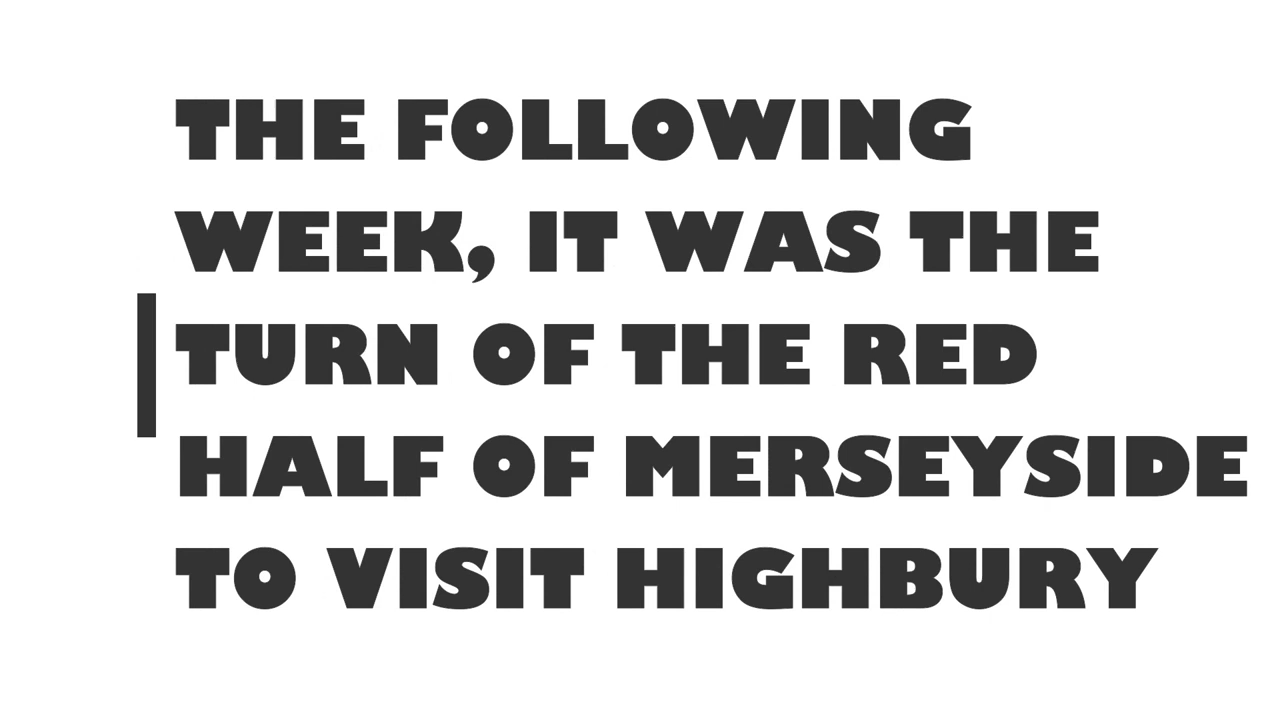 THE FOLLOWING
WEEK, IT WAS THE
TURN OF THE RED
HALF OF MERSEYSIDE
TO VISIT HIGHBURY